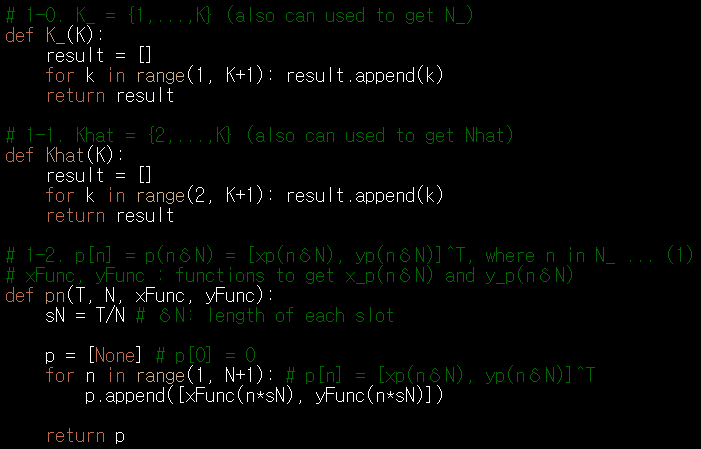 # 1-0. K_ = {1,...,K} (also can used to get N_)
def K_(K):
    result = []
    for k in range(1, K+1): result.append(k)
    return result
# 1-1. Khat = {2,...,K} (also can used to get Nhat)
def Khat(K):
    result = []
    for k in range(2, K+1): result.append(k)
    return result
# 1-2. p[n] = p(nδN) = [xp(nδN), yp(nδN)]^T, where n in N_ ... (1)
# xFunc, yFunc : functions to get x_p(nδN) and y_p(nδN)
def pn(T, N, xFunc, yFunc):
    sN = T/N # δN: length of each slot
    p = [None] # p[0] = 0
    for n in range(1, N+1): # p[n] = [xp(nδN), yp(nδN)]^T
        p.append([xFunc(n*sN), yFunc(n*sN)])
    return p